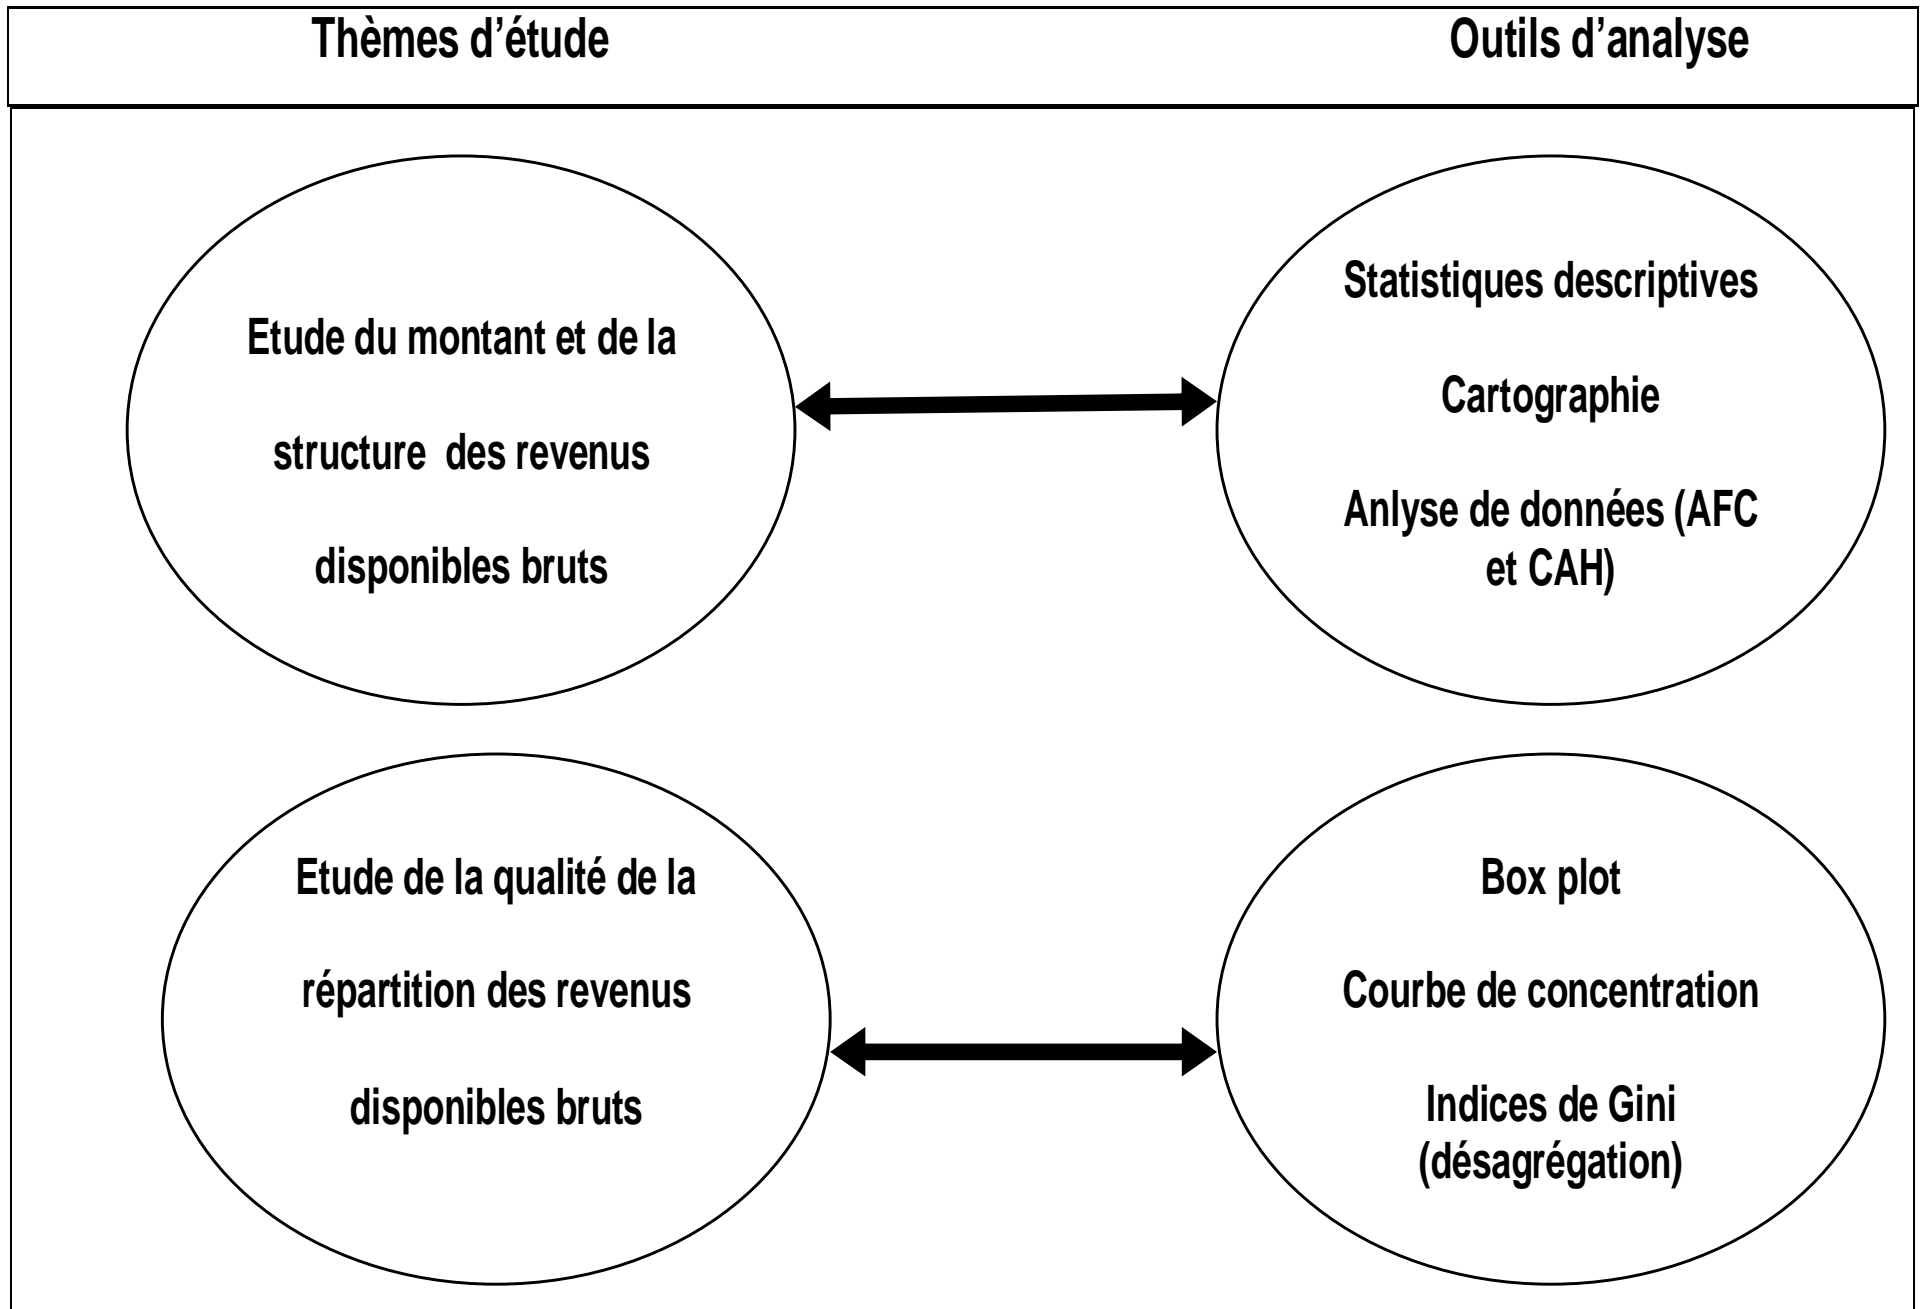 Thèmes d’étude
Outils d’analyse
Etude du montant et de la
structure des revenus
disponibles bruts
Statistiques descriptives
Cartographie
Anlyse de données (AFC
et CAH)
Etude de la qualité de la
répartition des revenus
disponibles bruts
Box plot
Courbe de concentration
Indices de Gini
(désagrégation)